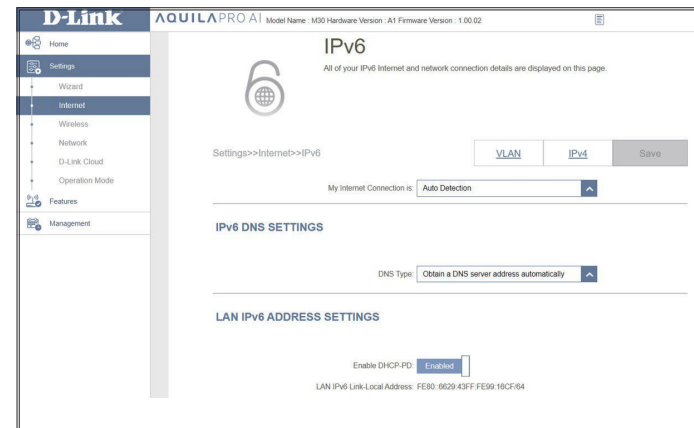 D-Link
AQUILA PRO AI Model Name : M30 Hardware Version : A1 Firmware Version : 1.00.02
Home
Settings
Wizard
Internet
Wireless
Network
D-Link Cloud
Operation Mode
Features
Management
IPv6
All of your IPv6 Internet and network connection details are displayed on this page.
Settings>>Internet>>IPv6
VLAN
IPv4
Save
My Internet Connection is: Auto Detection
IPv6 DNS SETTINGS
DNS Type: Obtain a DNS server address automatically
LAN IPv6 ADDRESS SETTINGS
Enable DHCP-PD: Enabled
LAN IPv6 Link-Local Address: FE80::6629:43FF:FE99:16CF/64